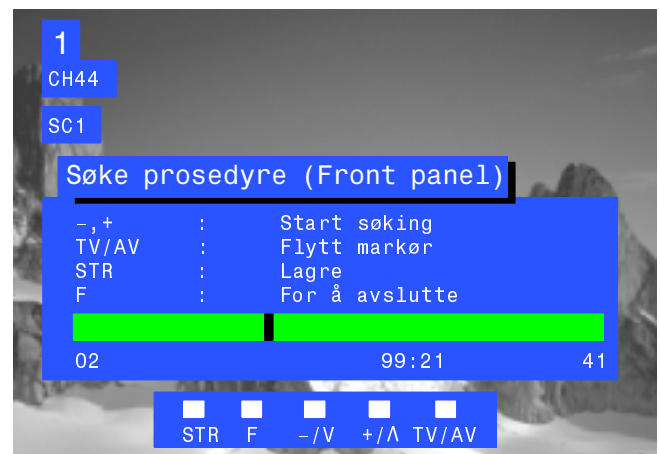 1
CH44
SC1
Søke prosedyre (Front panel)
–,+ : Start søking
TV/AV : Flytt markør
STR : Lagre
F : For å avslutte
02 99:21 41
STR F –/V +/Λ TV/AV